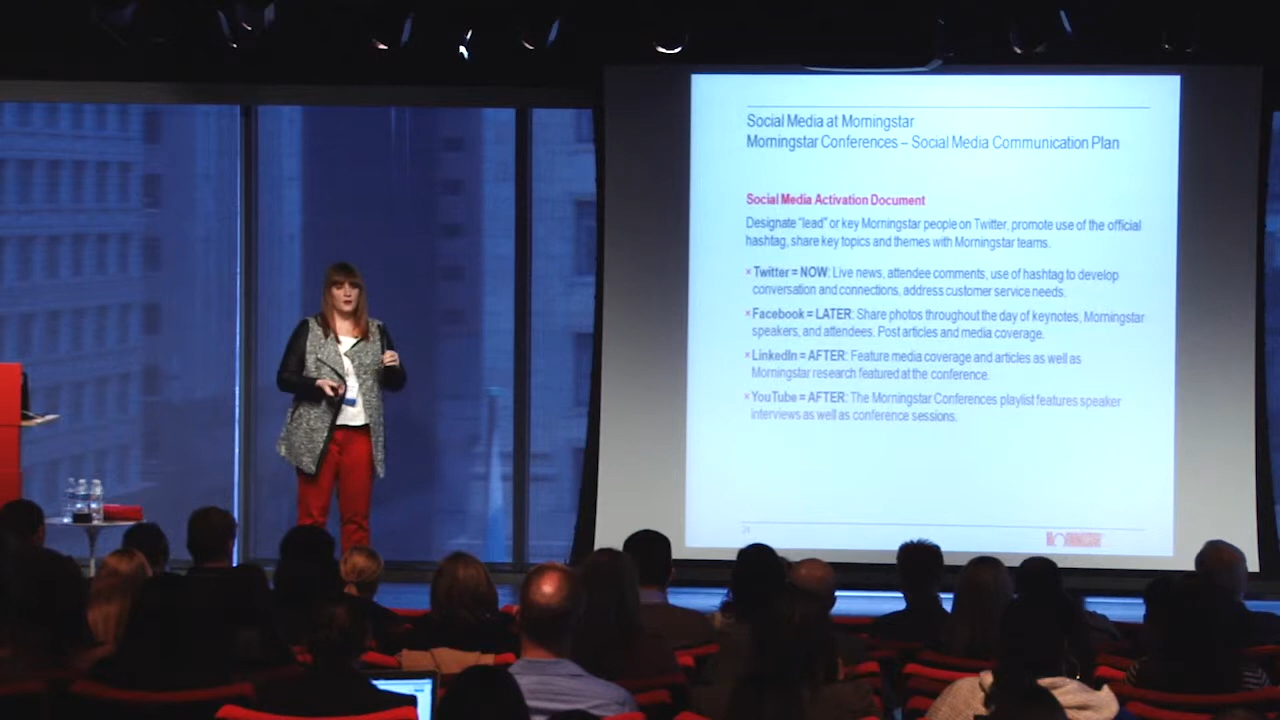 Social Media at Morningstar
Morningstar Conferences – Social Media Communication Plan
Social Media Activation Document
Designate "lead" or key Morningstar people on Twitter, promote use of the official
hashtag, share key topics and themes with Morningstar teams.
× Twitter = NOW: Live news, attendee comments, use of hashtag to develop
conversation and connections, address customer service needs.
× Facebook = LATER: Share photos throughout the day of keynotes, Morningstar
speakers, and attendees. Post articles and media coverage.
× LinkedIn = AFTER: Feature media coverage and articles as well as
Morningstar research featured at the conference.
× YouTube = AFTER: The Morningstar Conferences playlist features speaker
interviews as well as conference sessions.